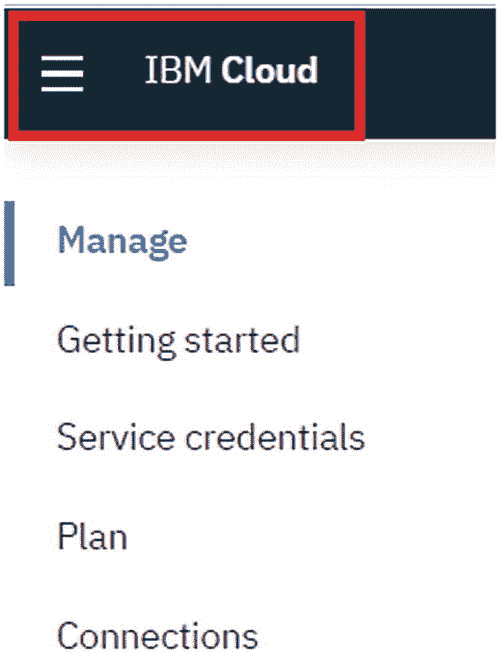 IBM Cloud
Manage
Getting started
Service credentials
Plan
Connections